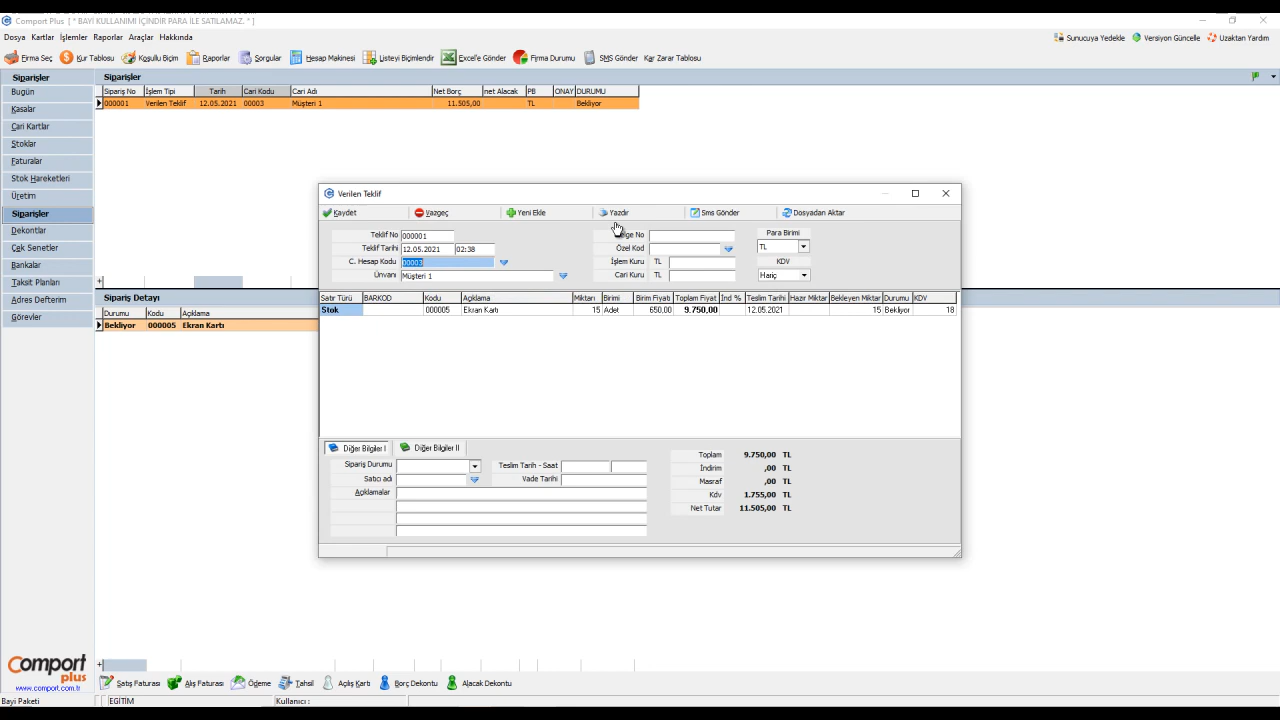 Comport Plus [ * BAYİ KULLANIMI İÇİNDİR PARA İLE SATILAMAZ. * ]
Dosya Kartlar İşlemler Raporlar Araçlar Hakkında
Sunucuya Yedekle Versiyon Güncelle Uzaktan Yardım
Firma Seç Kur Tablosu Koşullu Biçim Raporlar Sorgular Hesap Makinesi Listeyi Biçimlendir Excel'e Gönder Firma Durumu SMS Gönder Kar Zarar Tablosu
Siparişler
Bugün
Kasalar
Cari Kartlar
Stoklar
Faturalar
Stok Hareketleri
Üretim
Siparişler
Dekontlar
Çek Senetler
Bankalar
Taksit Planları
Adres Defterim
Görevler
Siparişler
Sipariş No İşlem Tipi Tarih Cari Kodu Cari Adı Net Borç net Alacak PB ONAY DURUMU
000001 Verilen Teklif 12.05.2021 00003 Müşteri 1 11.505,00 TL Bekliyor
Sipariş Detayı
Durumu Kodu Açıklama
Bekliyor 000005 Ekran Kartı
Verilen Teklif
Kaydet Vazgeç Yeni Ekle Yazdır Sms Gönder Dosyadan Aktar
Teklif No 000001
Teklif Tarihi 12.05.2021 02:38
C. Hesap Kodu 00003
Ünvanı Müşteri 1
No
Özel Kod
İşlem Kuru TL
Cari Kuru TL
Para Birimi
TL
KDV
Hariç
Satır Türü BARKOD Kodu Açıklama Miktarı Birimi Birim Fiyatı Toplam Fiyat İnd % Teslim Tarihi Hazır Miktar Bekleyen Miktar Durumu KDV
Stok 000005 Ekran Kartı 15 Adet 650,00 9.750,00 12.05.2021 15 Bekliyor 18
Diğer Bilgiler I Diğer Bilgiler II
Sipariş Durumu Teslim Tarih - Saat
Satıcı adı Vade Tarihi
Açıklamalar
Toplam 9.750,00 TL
İndirim ,00 TL
Masraf ,00 TL
Kdv 1.755,00 TL
Net Tutar 11.505,00 TL
Comport
plus
www.comport.com.tr
Satış Faturası Alış Faturası Ödeme Tahsil Açılış Kartı Borç Dekontu Alacak Dekontu
Bayi Paketi EGİTİM Kullanıcı :